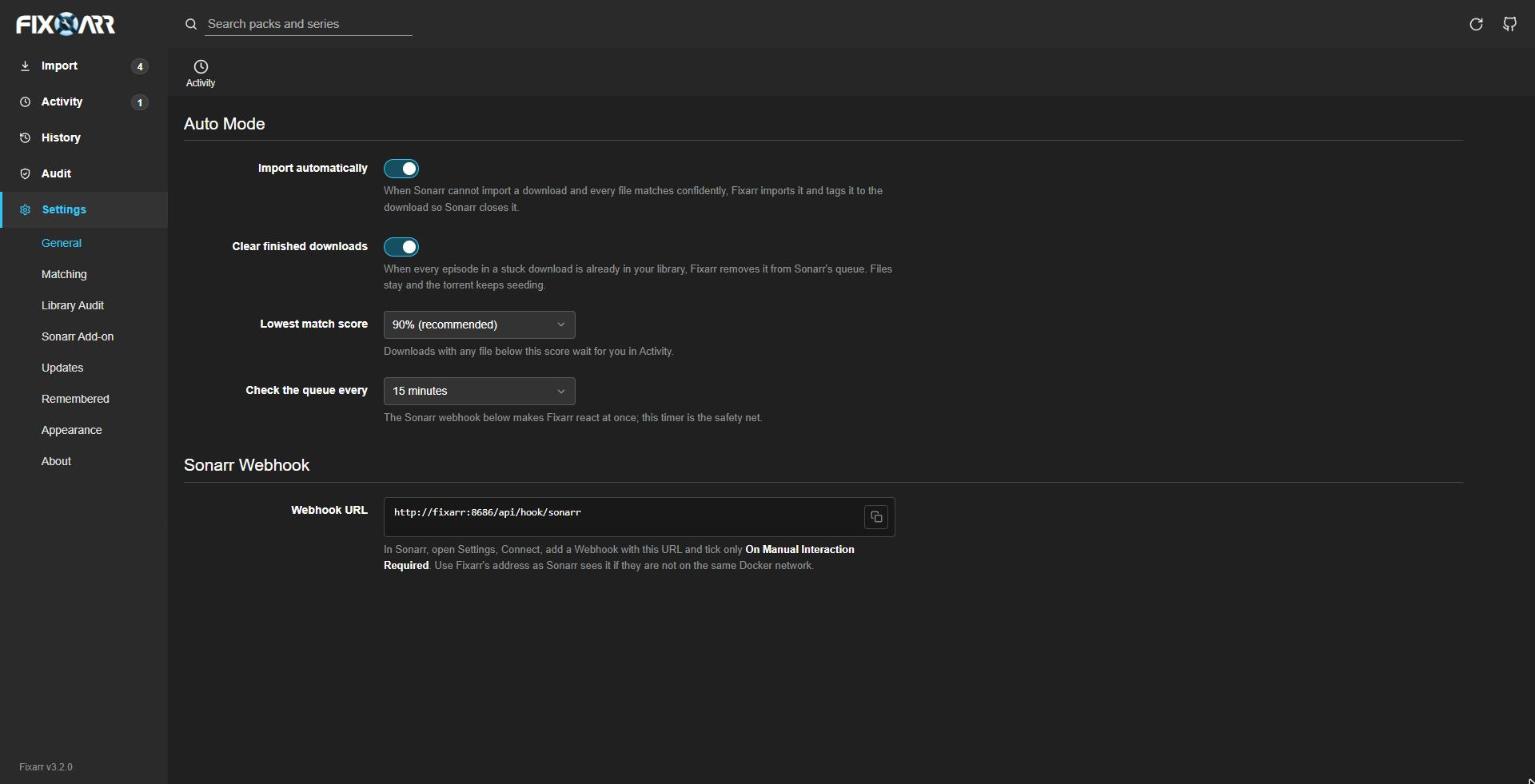 FIXARR
Search packs and series
Import 4
Activity 1
History
Audit
Settings
General
Matching
Library Audit
Sonarr Add-on
Updates
Remembered
Appearance
About
Fixarr v3.2.0
Activity
Auto Mode
Import automatically
When Sonarr cannot import a download and every file matches confidently, Fixarr imports it and tags it to the
download so Sonarr closes it.
Clear finished downloads
When every episode in a stuck download is already in your library, Fixarr removes it from Sonarr's queue. Files
stay and the torrent keeps seeding.
Lowest match score
90% (recommended)
Downloads with any file below this score wait for you in Activity.
Check the queue every
15 minutes
The Sonarr webhook below makes Fixarr react at once; this timer is the safety net.
Sonarr Webhook
Webhook URL
http://fixarr:8686/api/hook/sonarr
In Sonarr, open Settings, Connect, add a Webhook with this URL and tick only On Manual Interaction
Required. Use Fixarr's address as Sonarr sees it if they are not on the same Docker network.